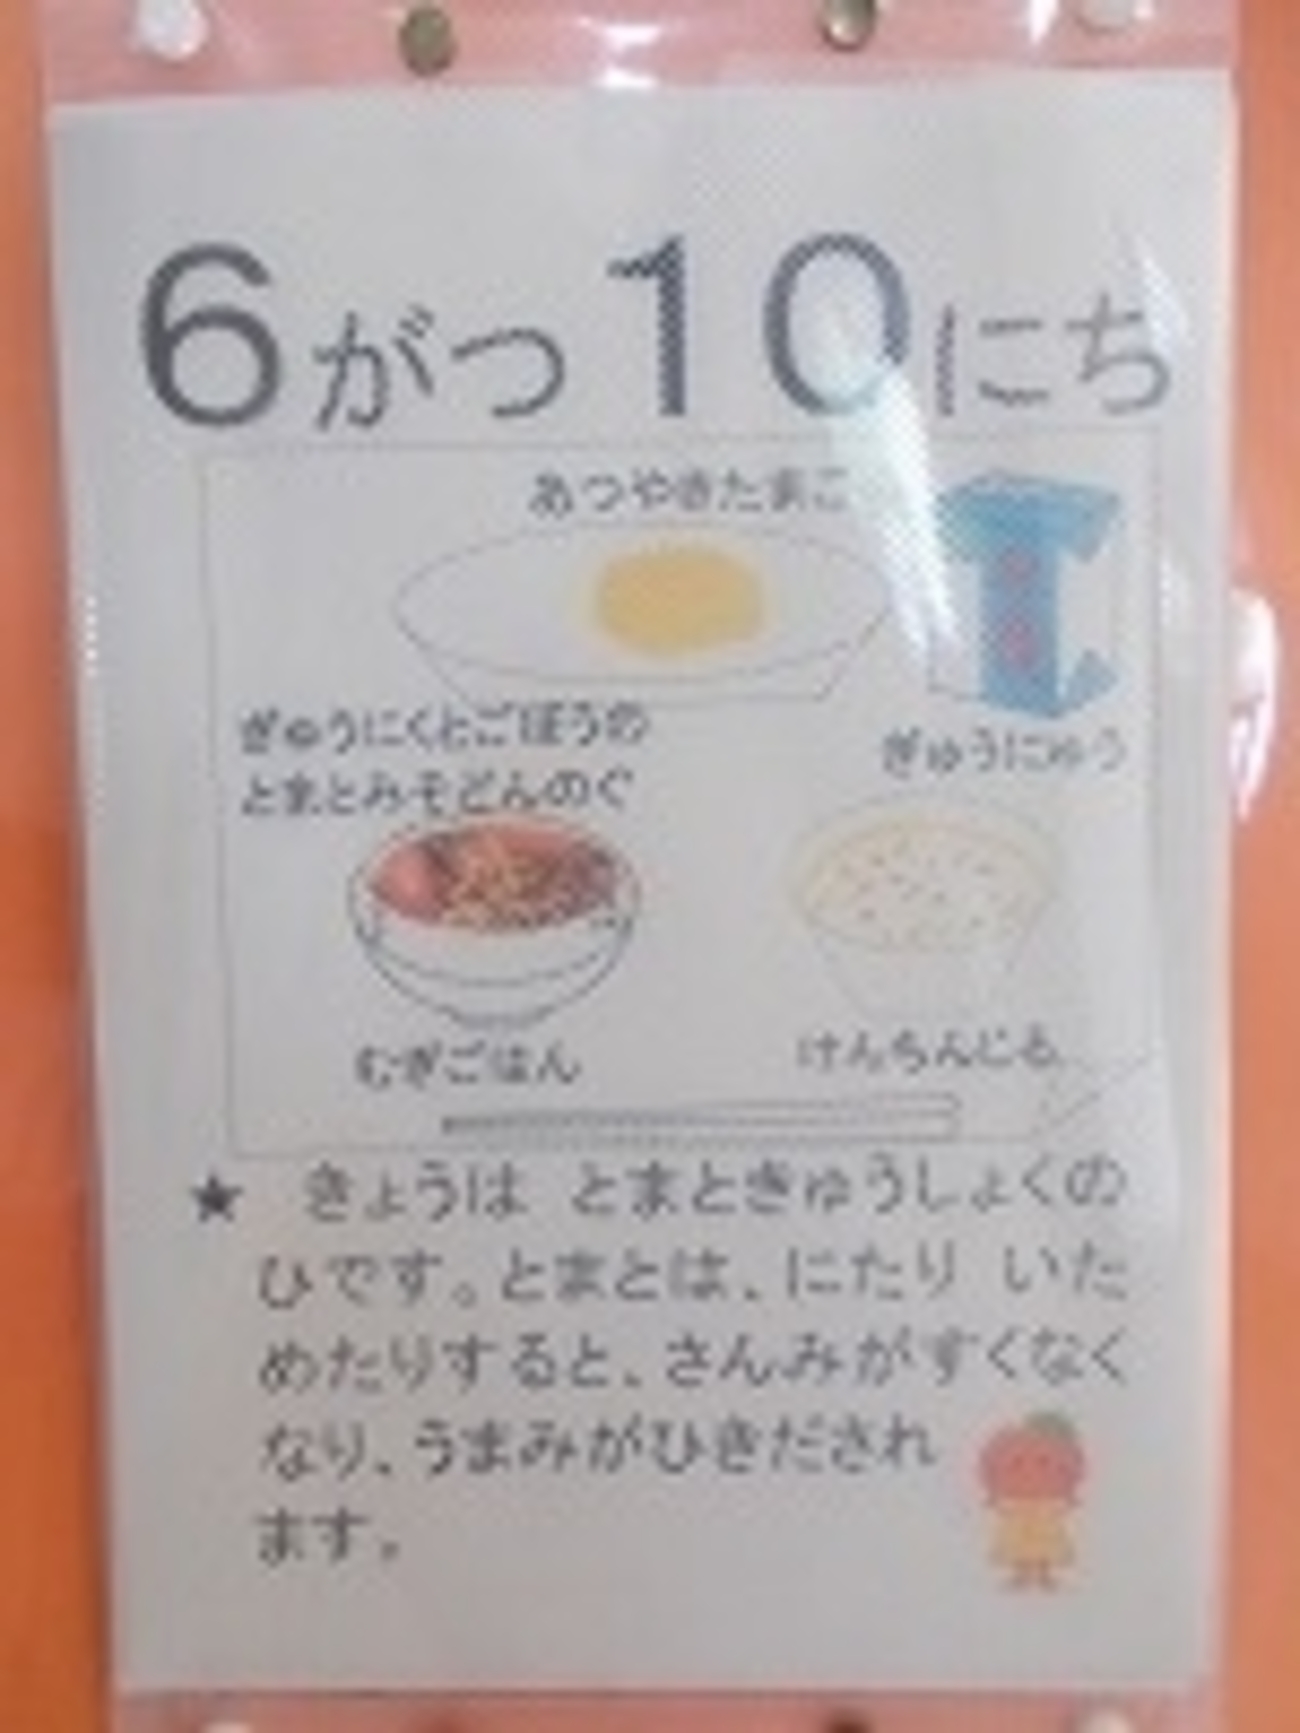 6がつ10にち
あつやきたまご
ぎゅうにくとごぼうの
とまとみそどんのぐ
ぎゅうにゅう
むぎごはん
けんちんじる
★ きょうは とまときゅうしょくの
ひです。とまとは、にたり いた
めたりすると、さんみがすくなく
なり、うまみがひきだされ
ます。